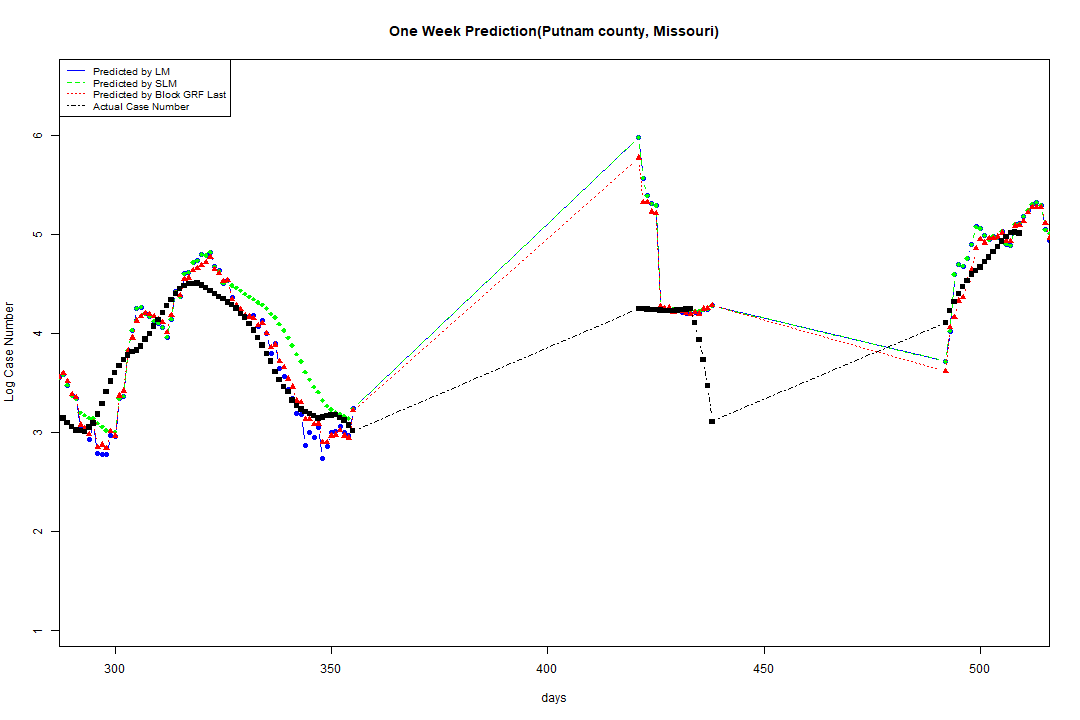 One Week Prediction(Putnam county, Missouri)
Predicted by LM
Predicted by SLM
Predicted by Block GRF Last
Actual Case Number
Log Case Number
6
5
4
3
2
1
300 350 400 450 500
days